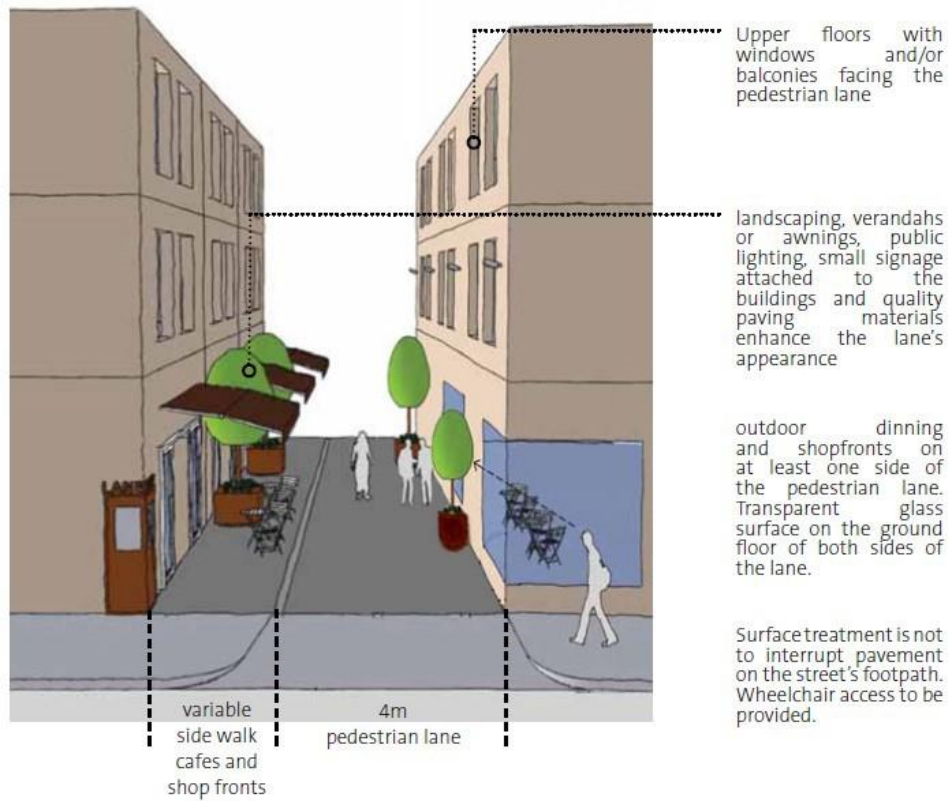 Upper floors with
windows and/or
balconies facing the
pedestrian lane
landscaping, verandahs
or awnings, public
lighting, small signage
attached to the
buildings and quality
paving materials
enhance the lane's
appearance
outdoor dinning
and shopfronts on
at least one side of
the pedestrian lane.
Transparent glass
surface on the ground
floor of both sides of
the lane.
Surface treatment is not
to interrupt pavement
on the street's footpath.
Wheelchair access to be
provided.
variable
side walk
cafes and
shop fronts
4m
pedestrian lane